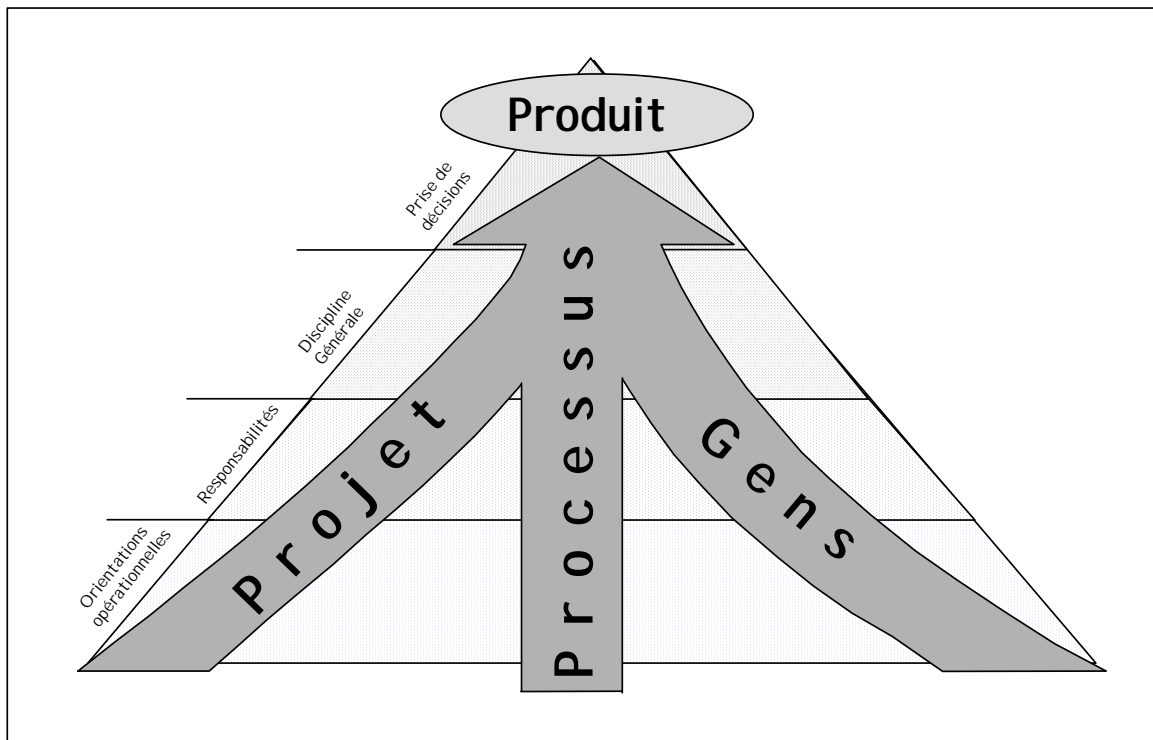 Produit
Prise de
décisions
Discipline
Générale
Responsabilités
Orientations
opérationnelles
Projet
Processus
Gens